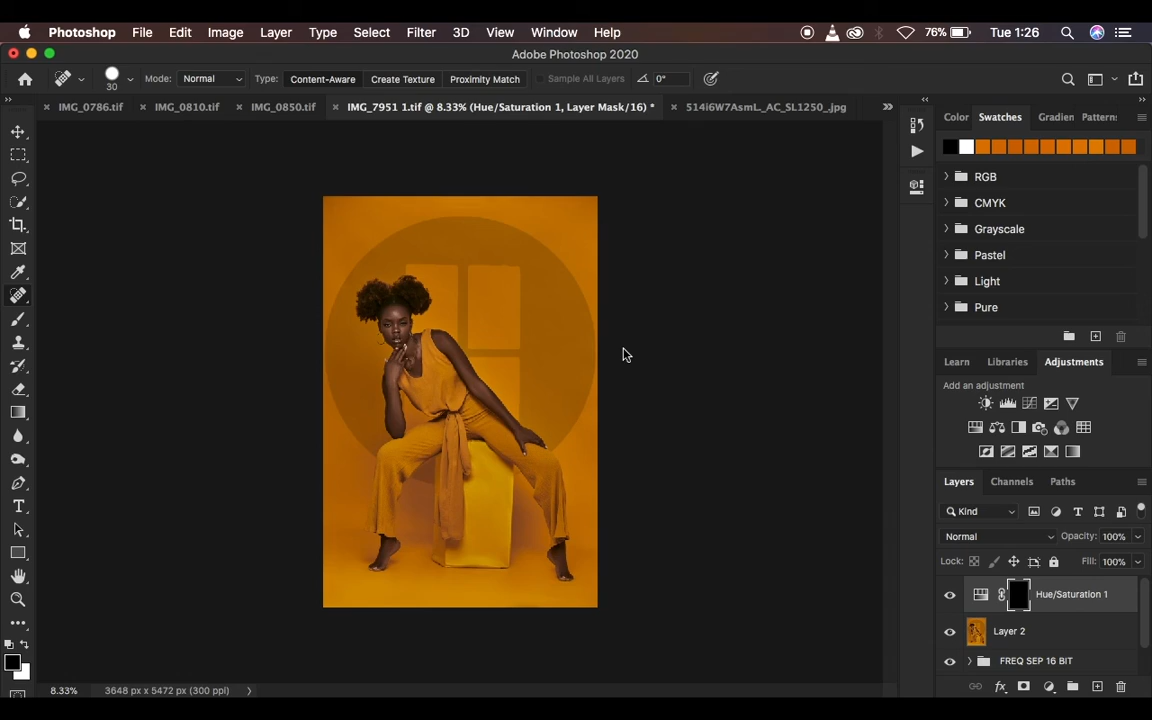 Photoshop File Edit Image Layer Type Select Filter 3D View Window Help 76% Tue 1:26
Adobe Photoshop 2020
30 Mode: Normal Type: Content-Aware Create Texture Proximity Match Sample All Layers 0°
IMG_0786.tif IMG_0810.tif IMG_0850.tif IMG_7951 1.tif @ 8.33% (Hue/Saturation 1, Layer Mask/16) * 514i6W7AsmL._AC_SL1250_.jpg
Color Swatches Gradien Pattern:
RGB
CMYK
Grayscale
Pastel
Light
Pure
Learn Libraries Adjustments
Add an adjustment
Layers Channels Paths
Kind
Normal Opacity: 100%
Lock: Fill: 100%
Hue/Saturation 1
Layer 2
FREQ SEP 16 BIT
8.33% 3648 px x 5472 px (300 ppi)